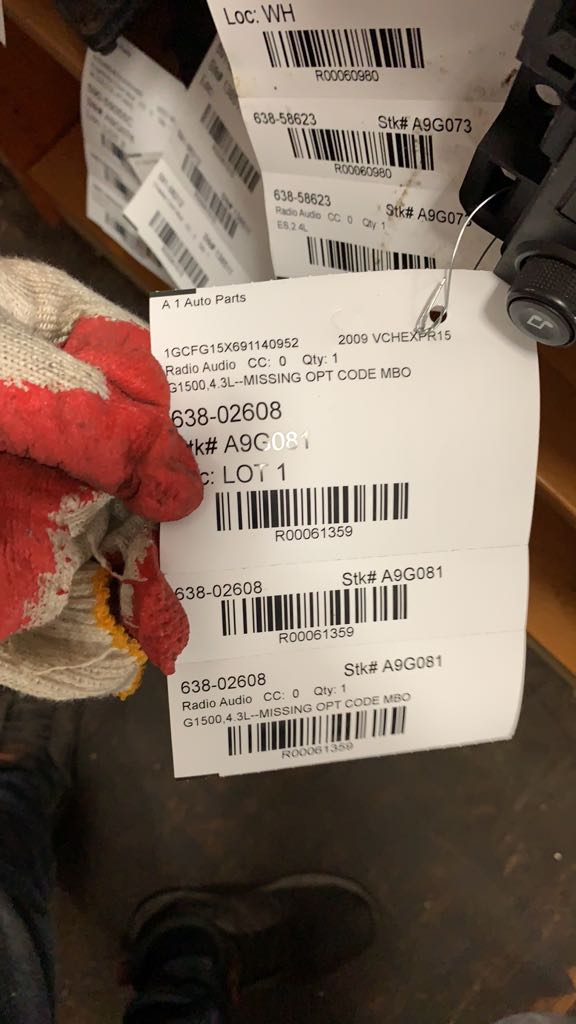 Loc: WH
R00060980
638-58623 Stk# A9G073
R00060980
638-58623 Stk# A9G073
Radio Audio CC: 0 Qty: 1
E6,2.4L
A 1 Auto Parts
1GCFG15X691140952 2009 VCHEXPR15
Radio Audio CC: 0 Qty: 1
G1500,4.3L--MISSING OPT CODE MBO
638-02608
tk# A9G081
c: LOT 1
R00061359
638-02608 Stk# A9G081
R00061359
638-02608 Stk# A9G081
Radio Audio CC: 0 Qty: 1
G1500,4.3L--MISSING OPT CODE MBO
R00061359